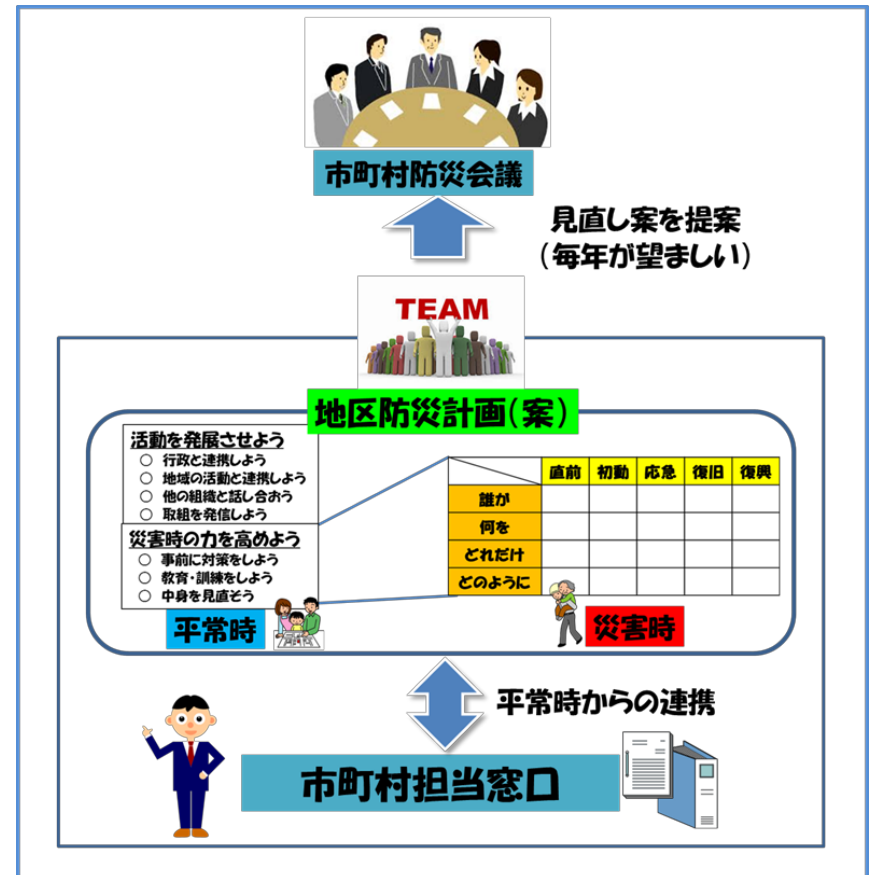 市町村防災会議
見直し案を提案
(毎年が望ましい)
TEAM
地区防災計画(案)
活動を発展させよう
○ 行政と連携しよう
○ 地域の活動と連携しよう
○ 他の組織と話し合おう
○ 取組を発信しよう
災害時の力を高めよう
○ 事前に対策をしよう
○ 教育・訓練をしよう
○ 中身を見直そう
平常時
直前 初動 応急 復旧 復興
誰が
何を
どれだけ
どのように
災害時
平常時からの連携
市町村担当窓口